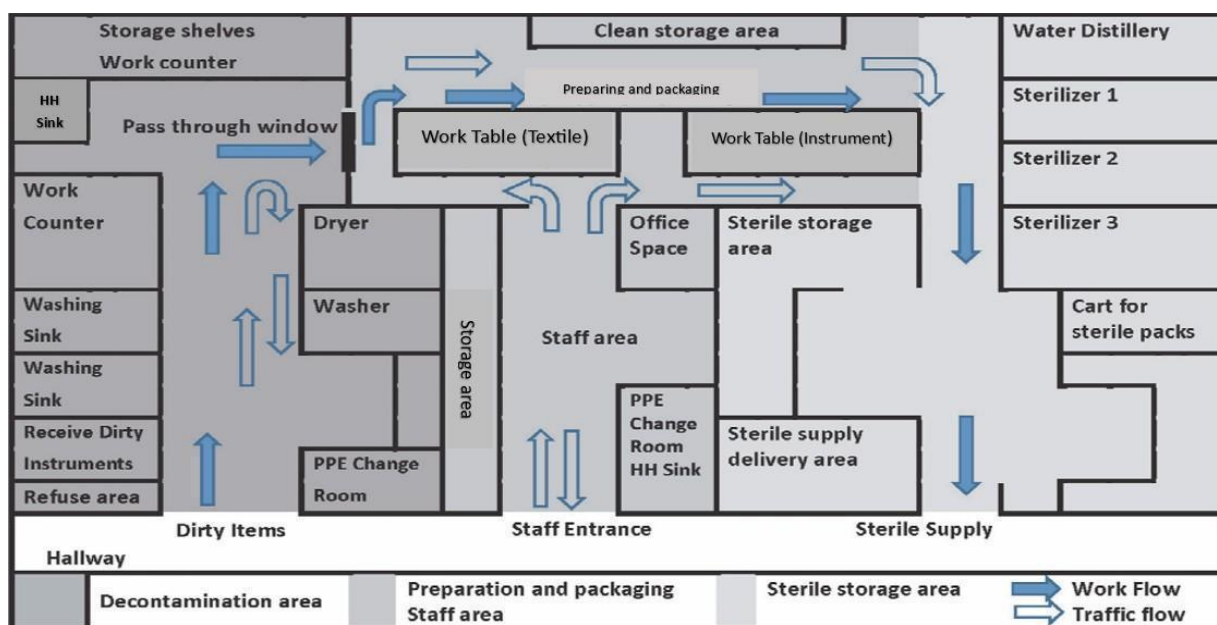 Storage shelves
Work counter
Clean storage area
Water Distillery
HH
Sink
Preparing and packaging
Sterilizer 1
Pass through window
Work Table (Textile)
Work Table (Instrument)
Sterilizer 2
Work
Counter
Dryer
Office
Space
Sterile storage
area
Sterilizer 3
Washing
Sink
Washer
Storage area
Staff area
Cart for
sterile packs
Washing
Sink
PPE
Change
Room
HH Sink
Receive Dirty
Instruments
Sterile supply
delivery area
PPE Change
Room
Refuse area
Dirty Items
Staff Entrance
Sterile Supply
Hallway
Decontamination area
Preparation and packaging
Staff area
Sterile storage area
Work Flow
Traffic flow